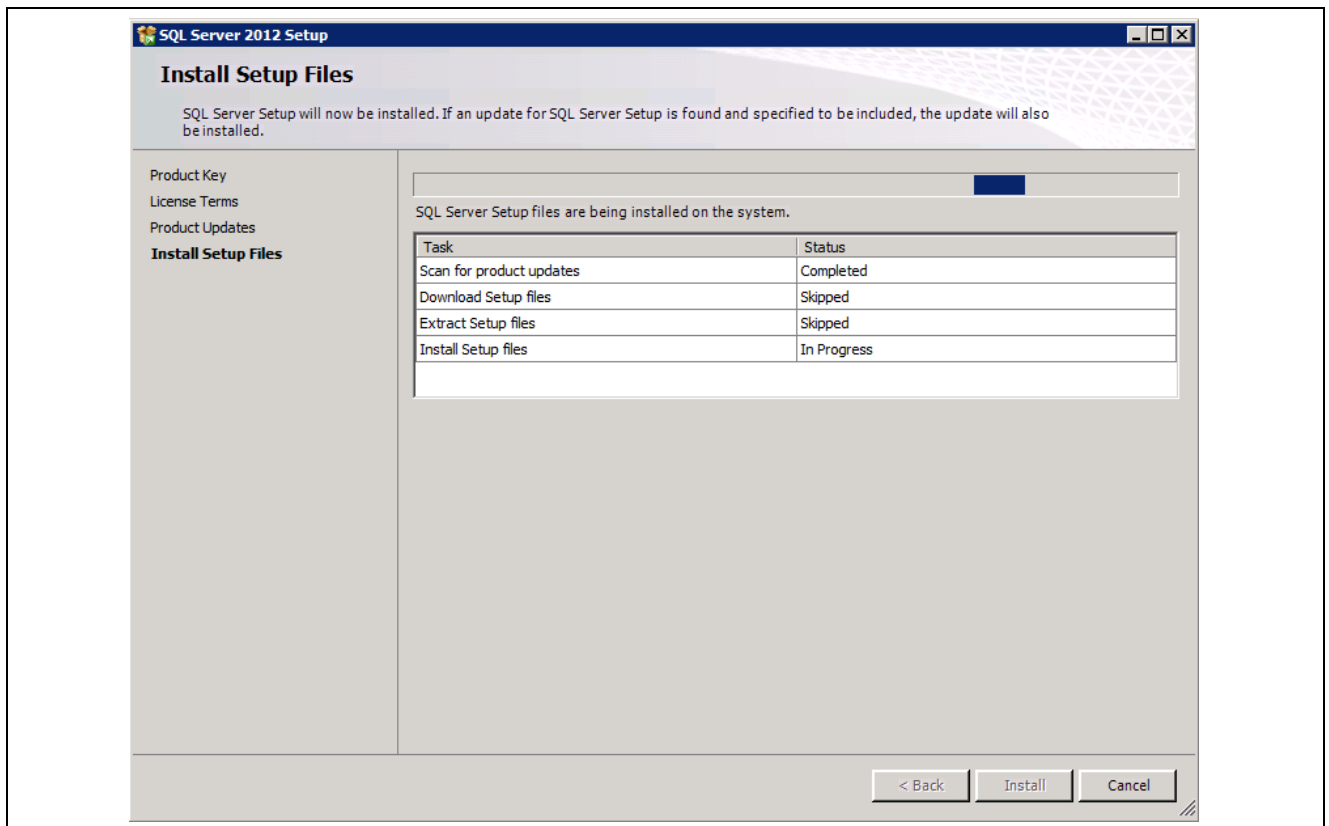 SQL Server 2012 Setup
Install Setup Files
SQL Server Setup will now be installed. If an update for SQL Server Setup is found and specified to be included, the update will also
be installed.
Product Key
License Terms
Product Updates
Install Setup Files
SQL Server Setup files are being installed on the system.
Task Status
Scan for product updates Completed
Download Setup files Skipped
Extract Setup files Skipped
Install Setup files In Progress
< Back Install Cancel